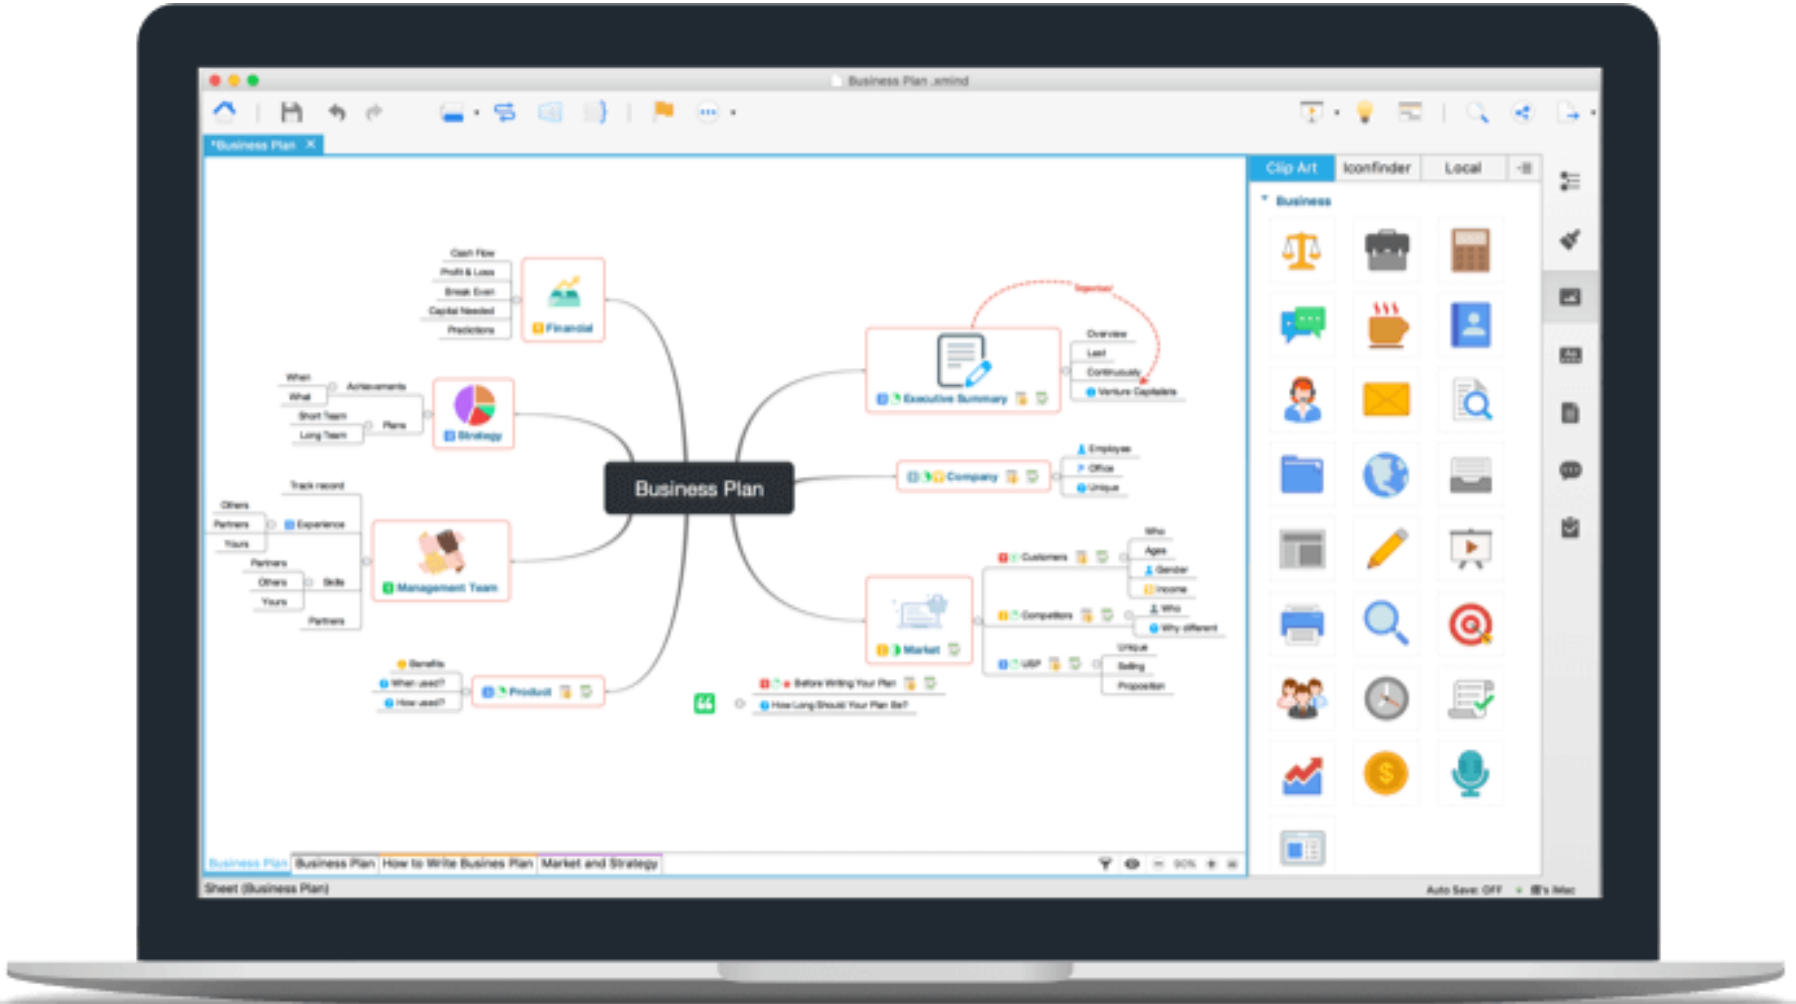 Business Plan .xmind
*Business Plan
Clip Art
Iconfinder
Local
Business
Cash Flow
Profit & Loss
Break Even
Capital Needed
Predictions
Financial
When
What
Achievements
Short Team
Long Team
Plans
Strategy
Track record
Others
Partners
Yours
Experience
Partners
Others
Yours
Skills
Partners
Management Team
Benefits
When used?
How used?
Product
Business Plan
Executive Summary
Overview
Last
Continuously
Venture Capitalists
Company
Employee
Office
Unique
Market
Customers
Who
Ages
Gender
Income
Competitors
Who
Why different
USP
Unique
Selling
Proposition
Before Writing Your Plan
How Long Should Your Plan Be?
Business Plan
Business Plan
How to Write Busines Plan
Market and Strategy
90%
Sheet (Business Plan)
Auto Save: OFF
's iMac